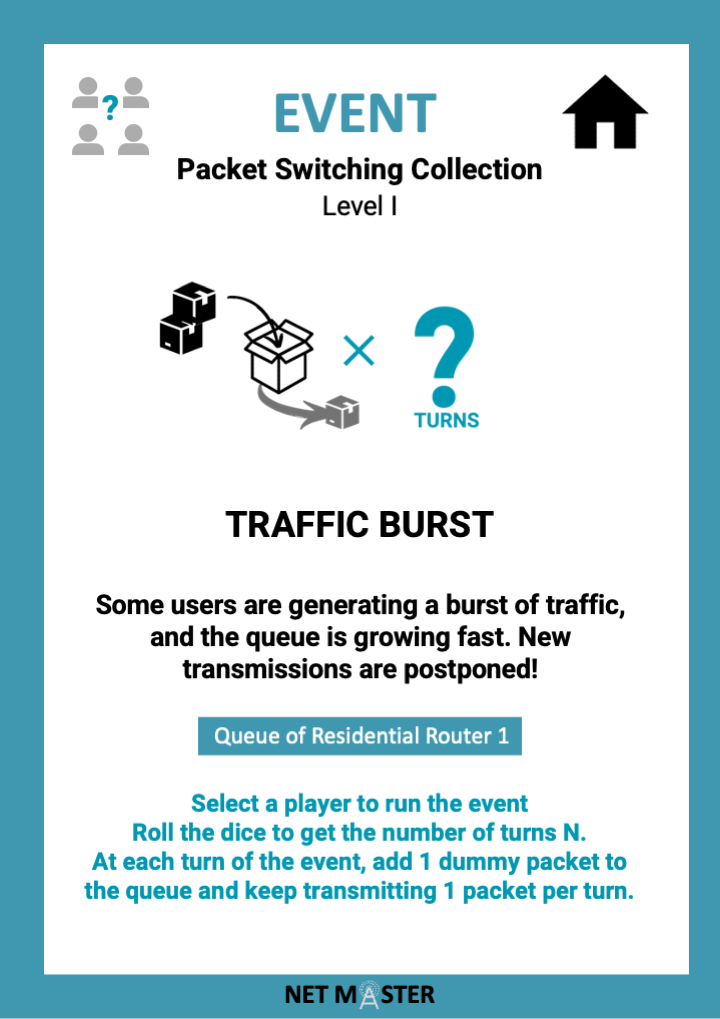 ?
EVENT
Packet Switching Collection
Level I
× ?
TURNS
TRAFFIC BURST
Some users are generating a burst of traffic,
and the queue is growing fast. New
transmissions are postponed!
Queue of Residential Router 1
Select a player to run the event
Roll the dice to get the number of turns N.
At each turn of the event, add 1 dummy packet to
the queue and keep transmitting 1 packet per turn.
NET MASTER